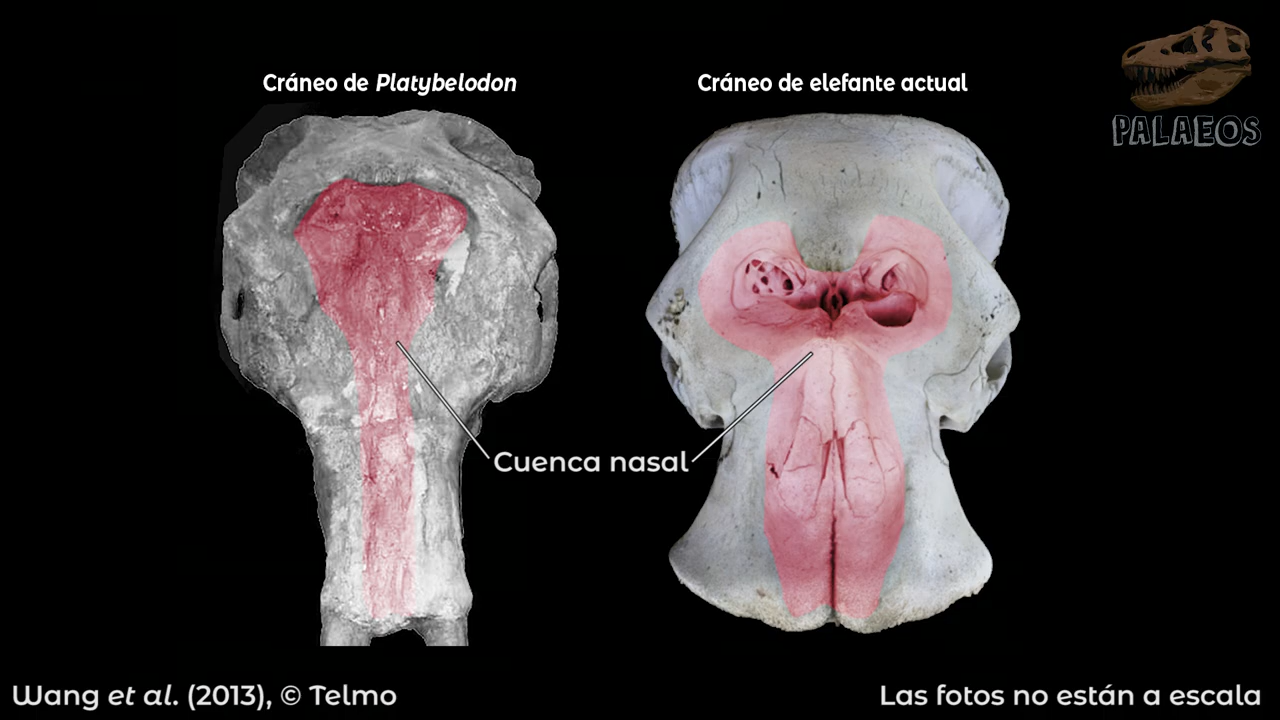 Cráneo de Platybelodon
Cráneo de elefante actual
PALAEOS
Cuenca nasal
Wang et al. (2013), © Telmo
Las fotos no están a escala